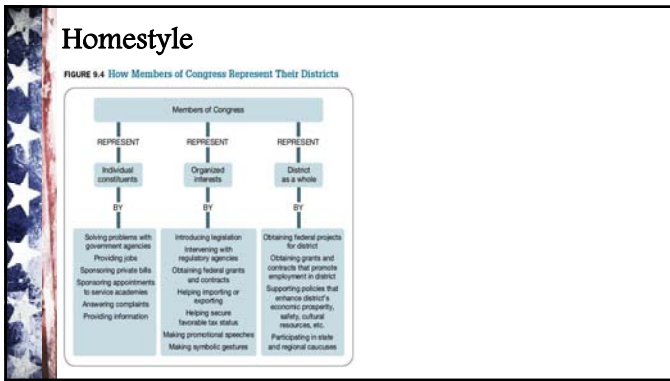 Homestyle
FIGURE 9.4 How Members of Congress Represent Their Districts
Members of Congress
REPRESENT
REPRESENT
REPRESENT
Individual
constituents
Organized
interests
District
as a whole
BY
BY
BY
Solving problems with
government agencies
Providing jobs
Sponsoring private bills
Sponsoring appointments
to service academies
Answering complaints
Providing information
Introducing legislation
Intervening with
regulatory agencies
Obtaining federal grants
and contracts
Helping importing or
exporting
Helping secure
favorable tax status
Making promotional speeches
Making symbolic gestures
Obtaining federal projects
for district
Obtaining grants and
contracts that promote
employment in district
Supporting policies that
enhance district's
economic prosperity,
safety, cultural
resources, etc.
Participating in state
and regional caucuses